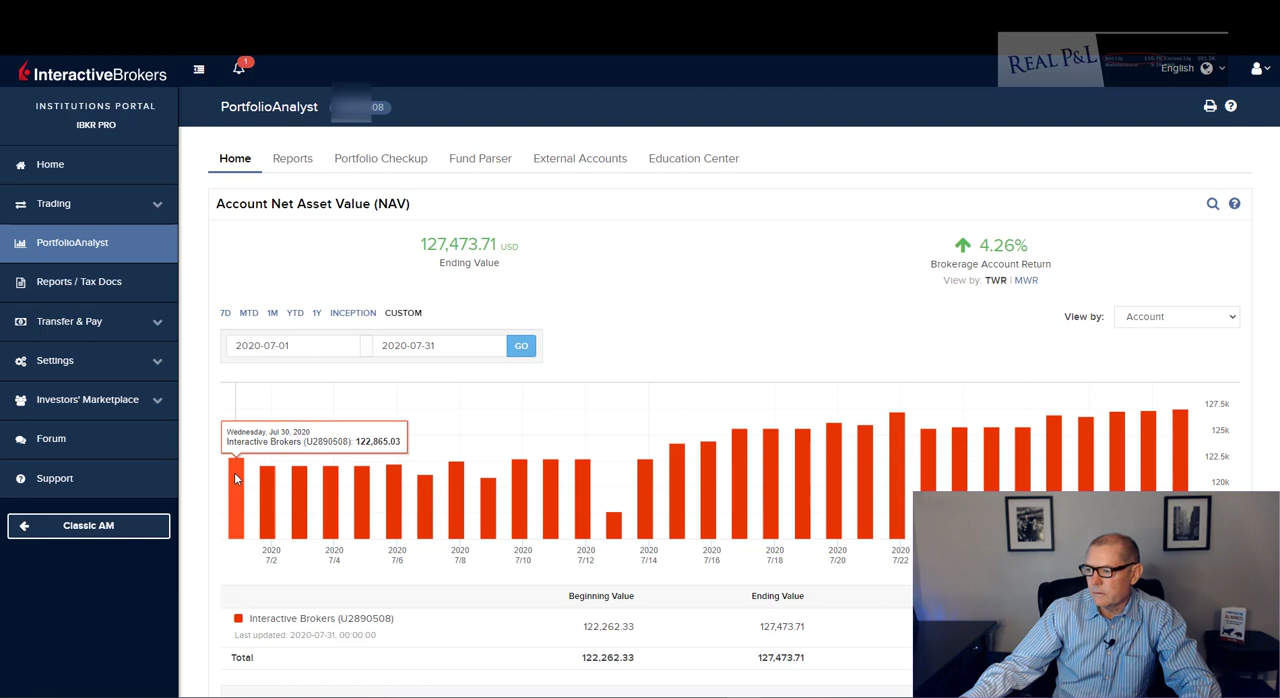 InteractiveBrokers
1
REAL P&L
English
INSTITUTIONS PORTAL
IBKR PRO
PortfolioAnalyst
08
Home
Trading
PortfolioAnalyst
Reports / Tax Docs
Transfer & Pay
Settings
Investors' Marketplace
Forum
Support
Classic AM
Home Reports Portfolio Checkup Fund Parser External Accounts Education Center
Account Net Asset Value (NAV)
127,473.71 USD
Ending Value
4.26%
Brokerage Account Return
View by: TWR | MWR
7D MTD 1M YTD 1Y INCEPTION CUSTOM
View by: Account
2020-07-01 2020-07-31 GO
127.5k
125k
122.5k
120k
Wednesday, Jul 30, 2020
Interactive Brokers (U2890508): 122,865.03
2020 2020 2020 2020 2020 2020 2020 2020 2020 2020 2020
7/2 7/4 7/6 7/8 7/10 7/12 7/14 7/16 7/18 7/20 7/22
Beginning Value Ending Value
Interactive Brokers (U2890508)
Last updated: 2020-07-31, 00:00:00
122,262.33 127,473.71
Total 122,262.33 127,473.71